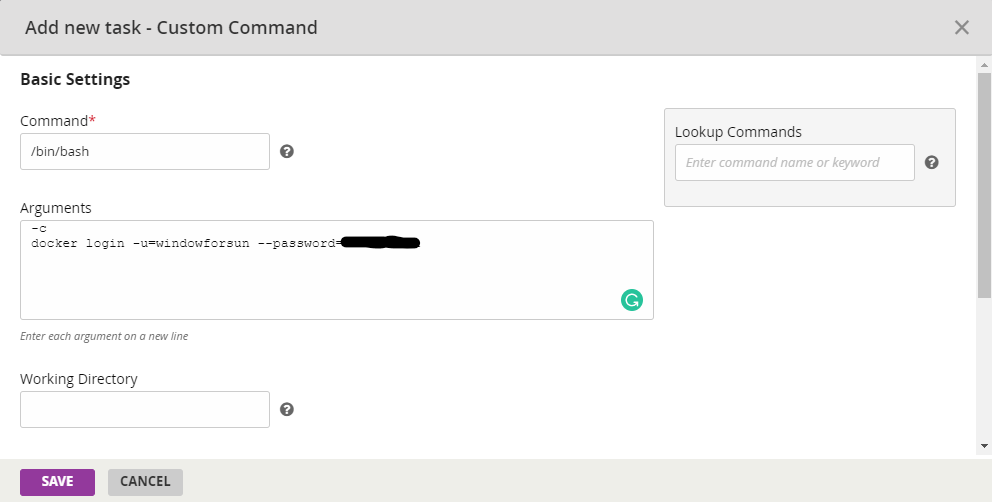 Add new task - Custom Command
Basic Settings
Command*
/bin/bash
Lookup Commands
Enter command name or keyword
Arguments
-c
docker login -u=windowforsun --password=
Enter each argument on a new line
Working Directory
SAVE
CANCEL